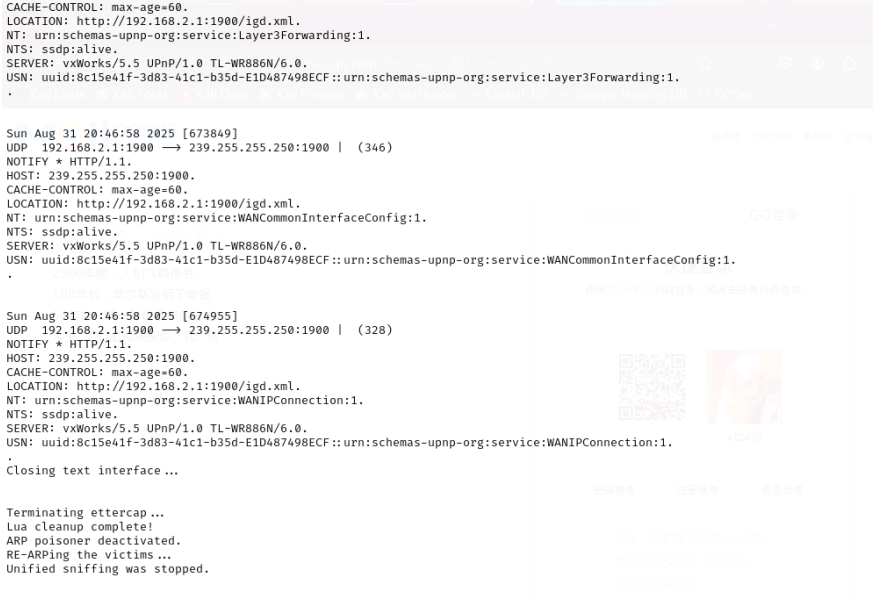 CACHE-CONTROL: max-age=60.
LOCATION: http://192.168.2.1:1900/igd.xml.
NT: urn:schemas-upnp-org:service:Layer3Forwarding:1.
NTS: ssdp:alive.
SERVER: vxWorks/5.5 UPnP/1.0 TL-WR886N/6.0.
USN: uuid:8c15e41f-3d83-41c1-b35d-E1D487498ECF::urn:schemas-upnp-org:service:Layer3Forwarding:1.
.
Sun Aug 31 20:46:58 2025 [673849]
UDP  192.168.2.1:1900 --> 239.255.255.250:1900 |  (346)
NOTIFY * HTTP/1.1.
HOST: 239.255.255.250:1900.
CACHE-CONTROL: max-age=60.
LOCATION: http://192.168.2.1:1900/igd.xml.
NT: urn:schemas-upnp-org:service:WANCommonInterfaceConfig:1.
NTS: ssdp:alive.
SERVER: vxWorks/5.5 UPnP/1.0 TL-WR886N/6.0.
USN: uuid:8c15e41f-3d83-41c1-b35d-E1D487498ECF::urn:schemas-upnp-org:service:WANCommonInterfaceConfig:1.
.
Sun Aug 31 20:46:58 2025 [674955]
UDP  192.168.2.1:1900 --> 239.255.255.250:1900 |  (328)
NOTIFY * HTTP/1.1.
HOST: 239.255.255.250:1900.
CACHE-CONTROL: max-age=60.
LOCATION: http://192.168.2.1:1900/igd.xml.
NT: urn:schemas-upnp-org:service:WANIPConnection:1.
NTS: ssdp:alive.
SERVER: vxWorks/5.5 UPnP/1.0 TL-WR886N/6.0.
USN: uuid:8c15e41f-3d83-41c1-b35d-E1D487498ECF::urn:schemas-upnp-org:service:WANIPConnection:1.
.
Closing text interface...
Terminating ettercap...
Lua cleanup complete!
ARP poisoner deactivated.
RE-ARPing the victims...
Unified sniffing was stopped.
QQ登录